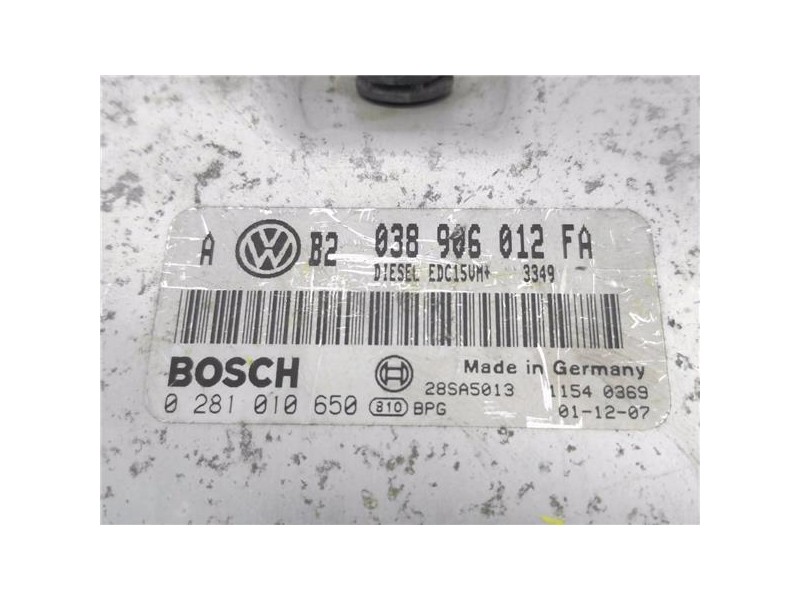 A VW B2 038 906 012 FA
DIESEL EDC15VM+ 3349 -
BOSCH
Made in Germany
28SA5013 1154 0369
0 281 010 650 310 BPG 01-12-07